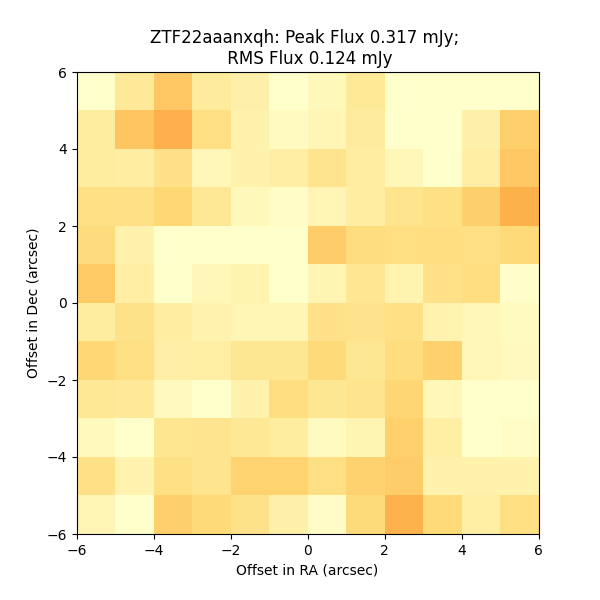 ZTF22aaanxqh: Peak Flux 0.317 mJy;
RMS Flux 0.124 mJy
6
4
2
0
−2
−4
−6
Offset in Dec (arcsec)
−6 −4 −2 0 2 4 6
Offset in RA (arcsec)